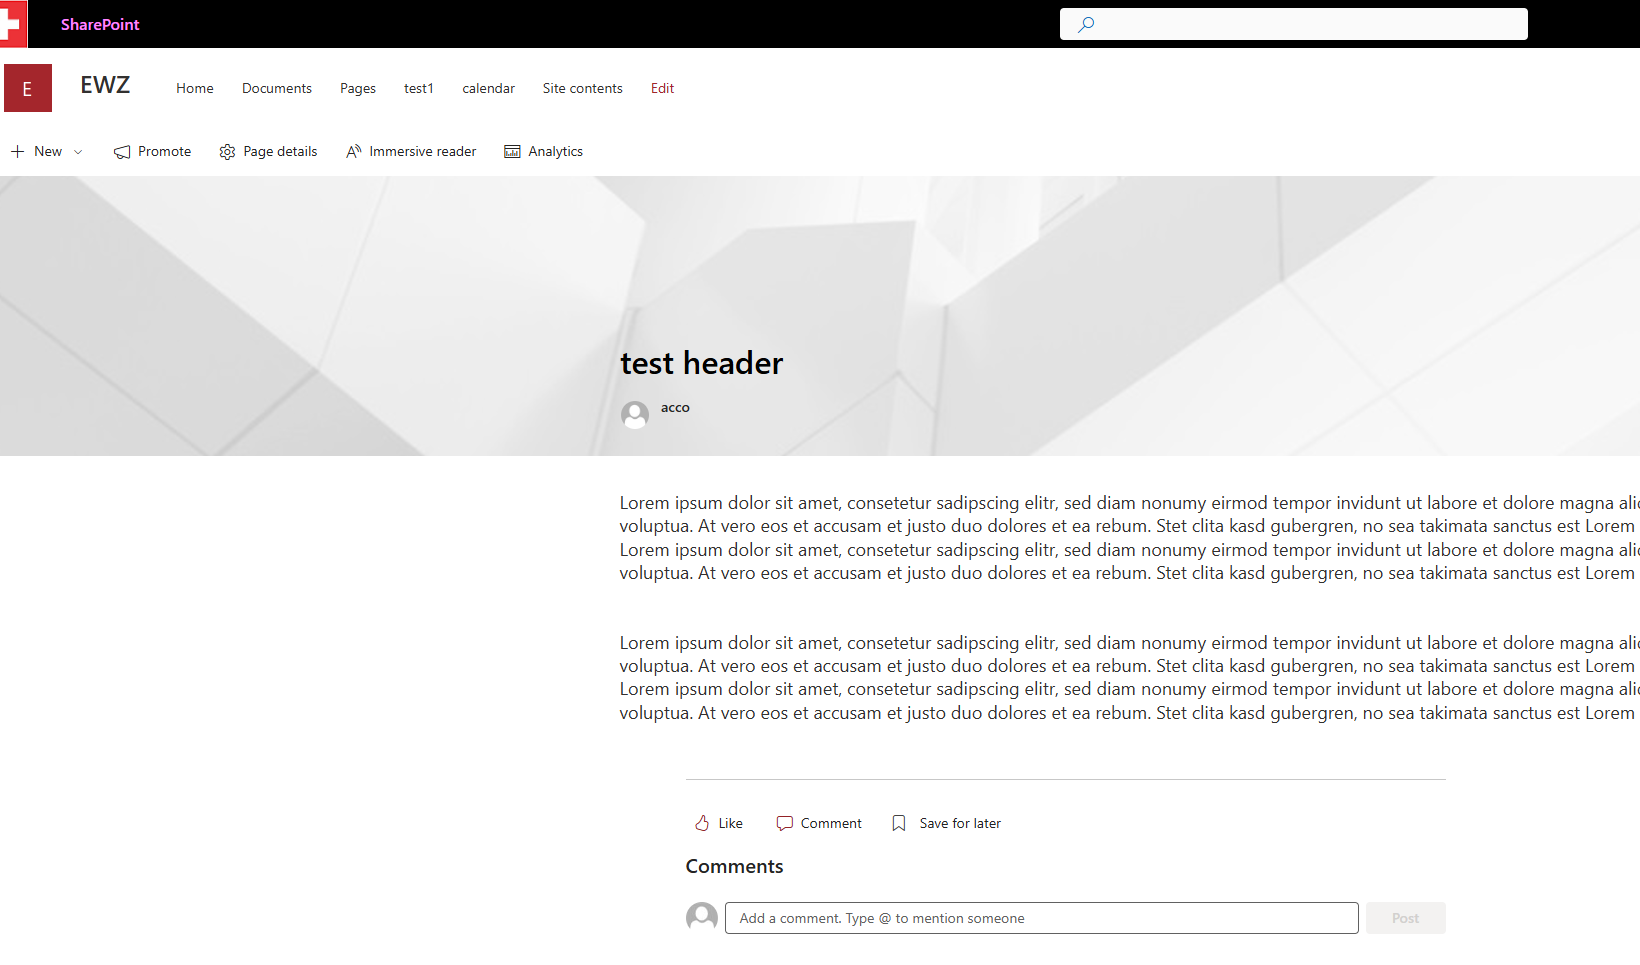 SharePoint
E
EWZ
Home Documents Pages test1 calendar Site contents Edit
New Promote Page details Immersive reader Analytics
test header
acco
Lorem ipsum dolor sit amet, consetetur sadipscing elitr, sed diam nonumy eirmod tempor invidunt ut labore et dolore magna
voluptua. At vero eos et accusam et justo duo dolores et ea rebum. Stet clita kasd gubergren, no sea takimata sanctus est Lorem
Lorem ipsum dolor sit amet, consetetur sadipscing elitr, sed diam nonumy eirmod tempor invidunt ut labore et dolore magna
voluptua. At vero eos et accusam et justo duo dolores et ea rebum. Stet clita kasd gubergren, no sea takimata sanctus est Lorem
Lorem ipsum dolor sit amet, consetetur sadipscing elitr, sed diam nonumy eirmod tempor invidunt ut labore et dolore magna
voluptua. At vero eos et accusam et justo duo dolores et ea rebum. Stet clita kasd gubergren, no sea takimata sanctus est Lorem
Lorem ipsum dolor sit amet, consetetur sadipscing elitr, sed diam nonumy eirmod tempor invidunt ut labore et dolore magna
voluptua. At vero eos et accusam et justo duo dolores et ea rebum. Stet clita kasd gubergren, no sea takimata sanctus est Lorem
Like Comment Save for later
Comments
Add a comment. Type @ to mention someone Post